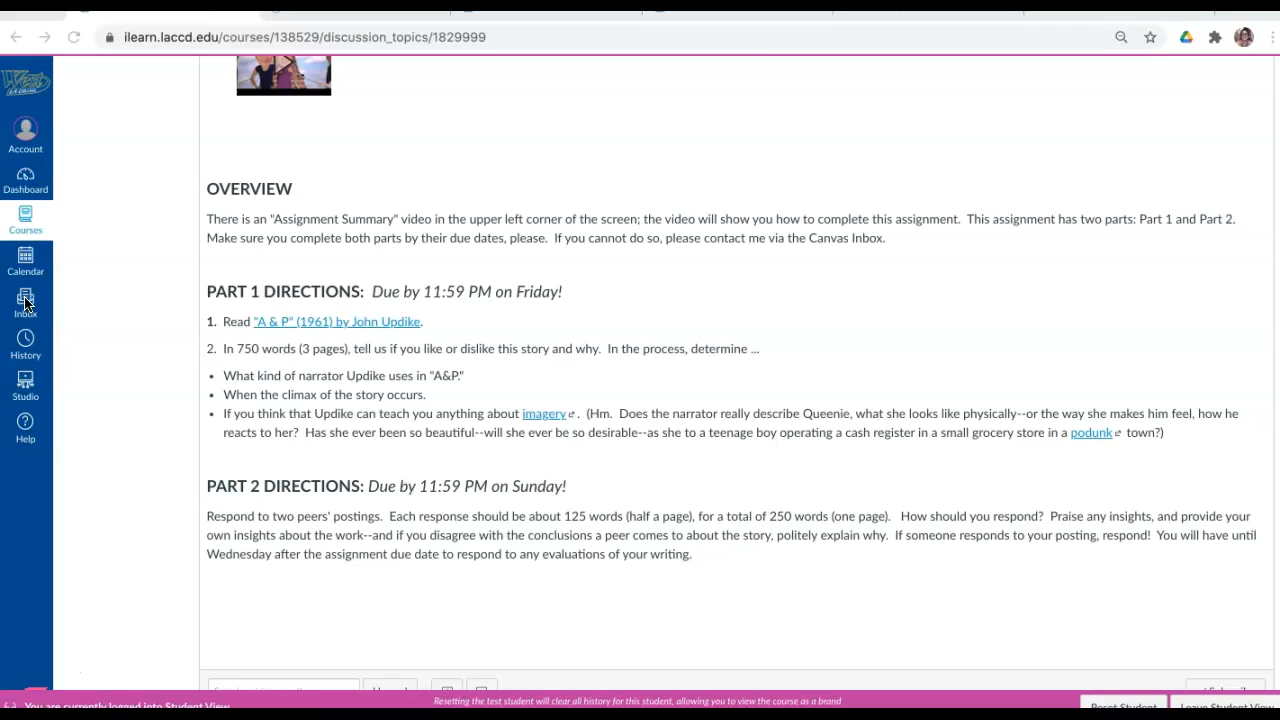 ilearn.laccd.edu/courses/138529/discussion_topics/1829999
Account
Dashboard
Courses
Calendar
Inbox
History
Studio
Help
OVERVIEW
There is an "Assignment Summary" video in the upper left corner of the screen; the video will show you how to complete this assignment. This assignment has two parts: Part 1 and Part 2.
Make sure you complete both parts by their due dates, please. If you cannot do so, please contact me via the Canvas Inbox.
PART 1 DIRECTIONS: Due by 11:59 PM on Friday!
1. Read "A & P" (1961) by John Updike.
2. In 750 words (3 pages), tell us if you like or dislike this story and why. In the process, determine ...
• What kind of narrator Updike uses in "A&P."
• When the climax of the story occurs.
• If you think that Updike can teach you anything about imagery. (Hm. Does the narrator really describe Queenie, what she looks like physically--or the way she makes him feel, how he
reacts to her? Has she ever been so beautiful--will she ever be so desirable--as she to a teenage boy operating a cash register in a small grocery store in a podunk town?)
PART 2 DIRECTIONS: Due by 11:59 PM on Sunday!
Respond to two peers' postings. Each response should be about 125 words (half a page), for a total of 250 words (one page). How should you respond? Praise any insights, and provide your
own insights about the work--and if you disagree with the conclusions a peer comes to about the story, politely explain why. If someone responds to your posting, respond! You will have until
Wednesday after the assignment due date to respond to any evaluations of your writing.
You are currently logged into Student View
Resetting the test student will clear all history for this student, allowing you to view the course as a brand
Reset Student
Leave Student View